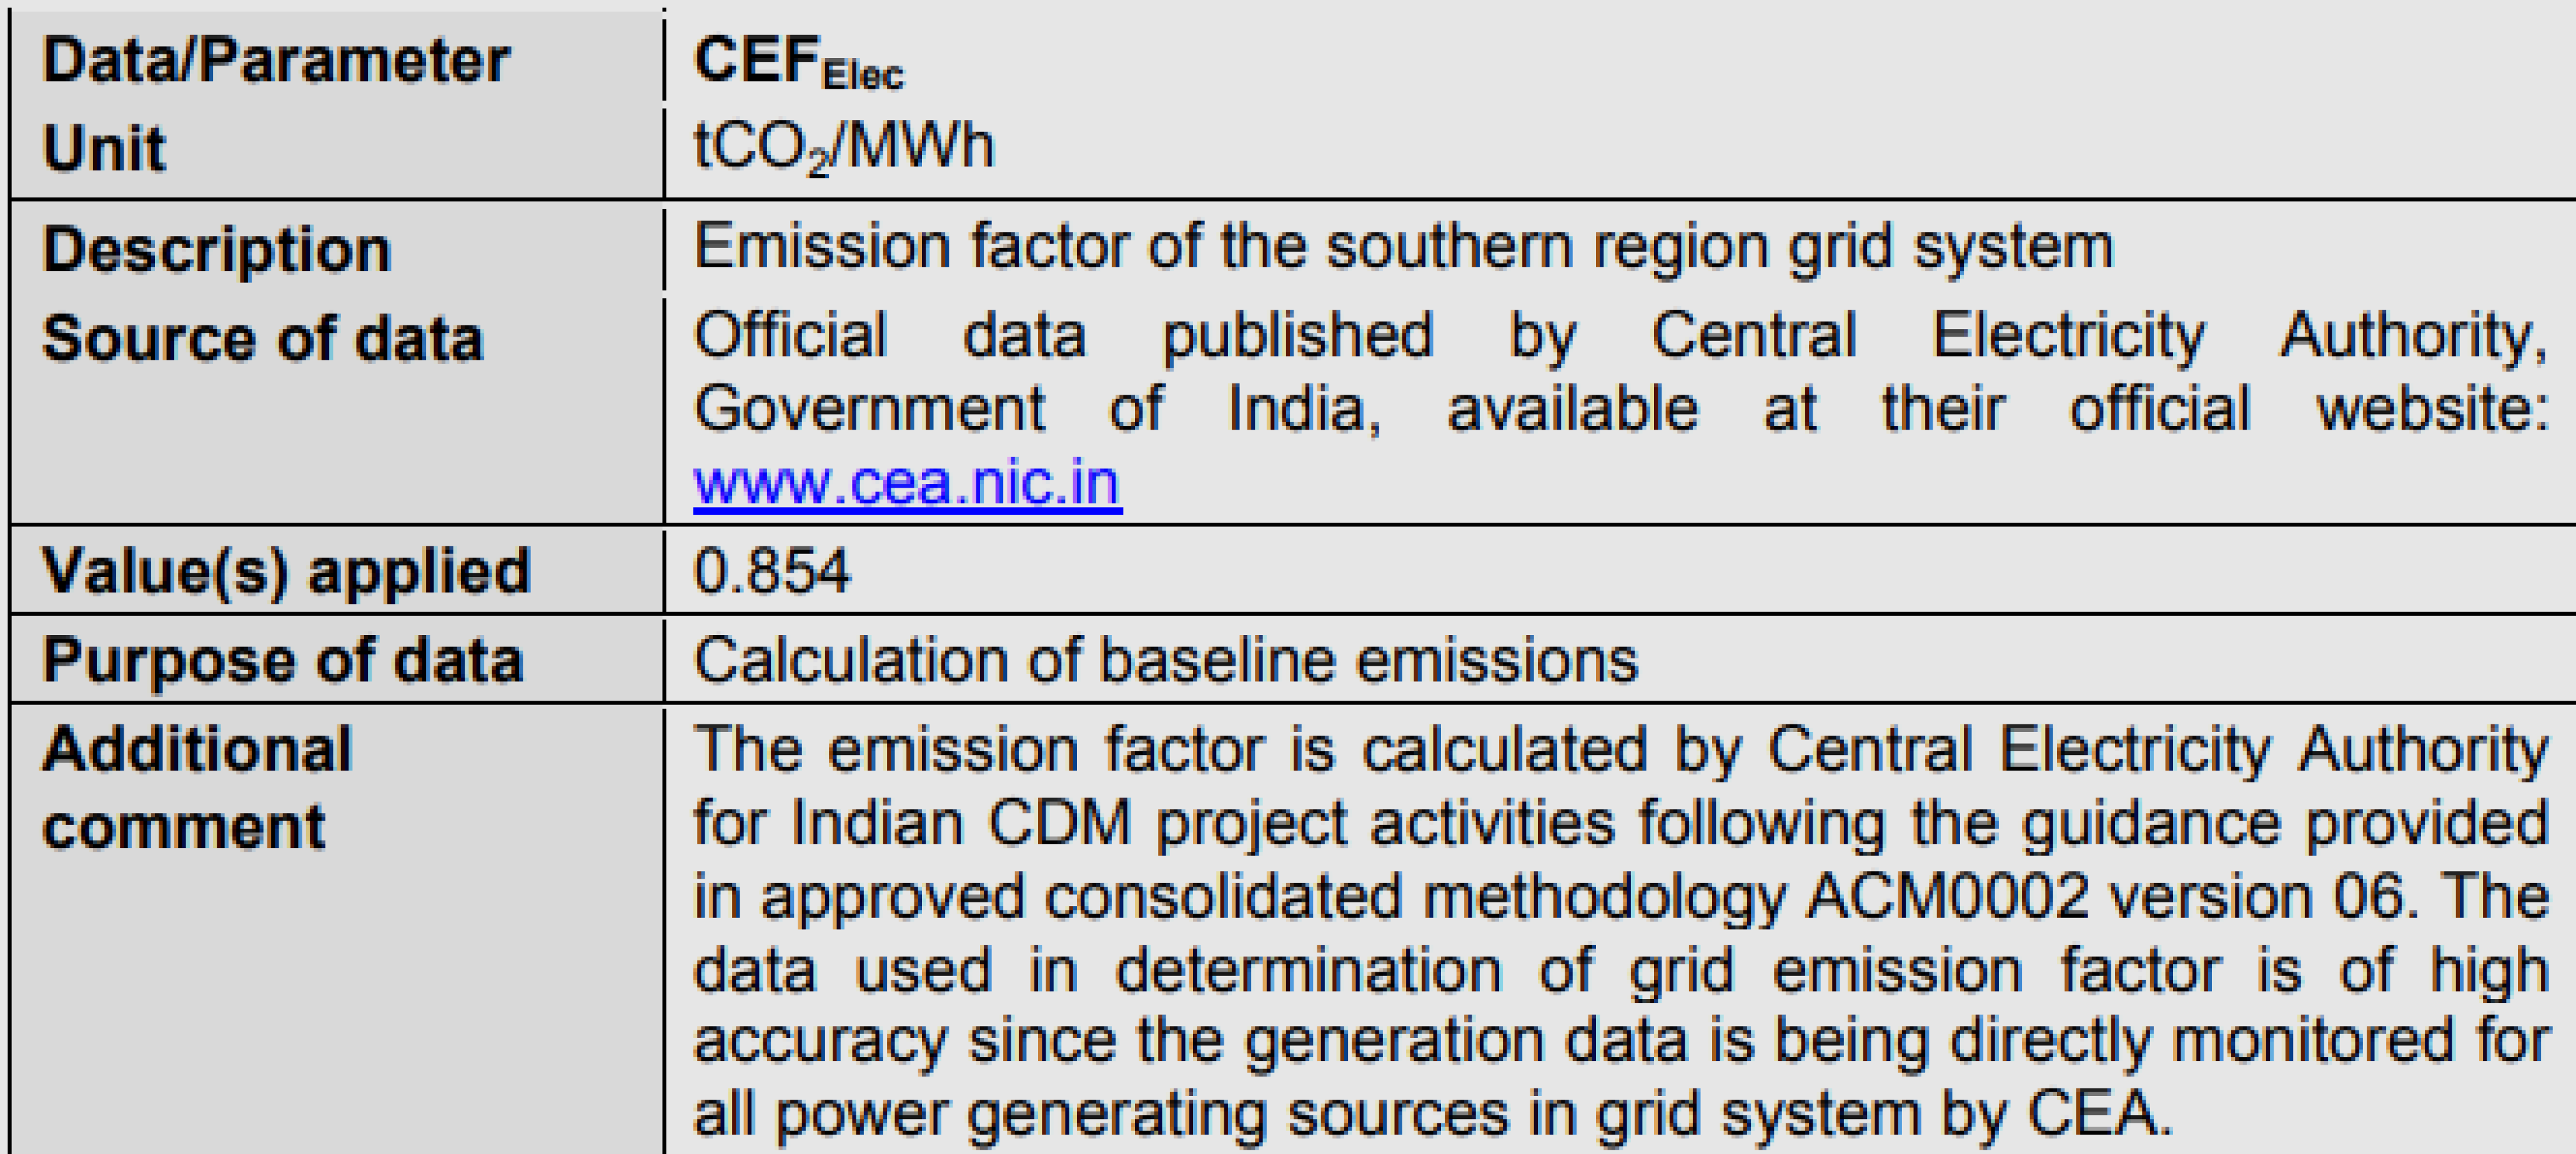 Data/Parameter CEF_Elec
Unit tCO₂/MWh
Description Emission factor of the southern region grid system
Source of data Official data published by Central Electricity Authority,
Government of India, available at their official website:
www.cea.nic.in
Value(s) applied 0.854
Purpose of data Calculation of baseline emissions
Additional The emission factor is calculated by Central Electricity Authority
comment for Indian CDM project activities following the guidance provided
in approved consolidated methodology ACM0002 version 06. The
data used in determination of grid emission factor is of high
accuracy since the generation data is being directly monitored for
all power generating sources in grid system by CEA.